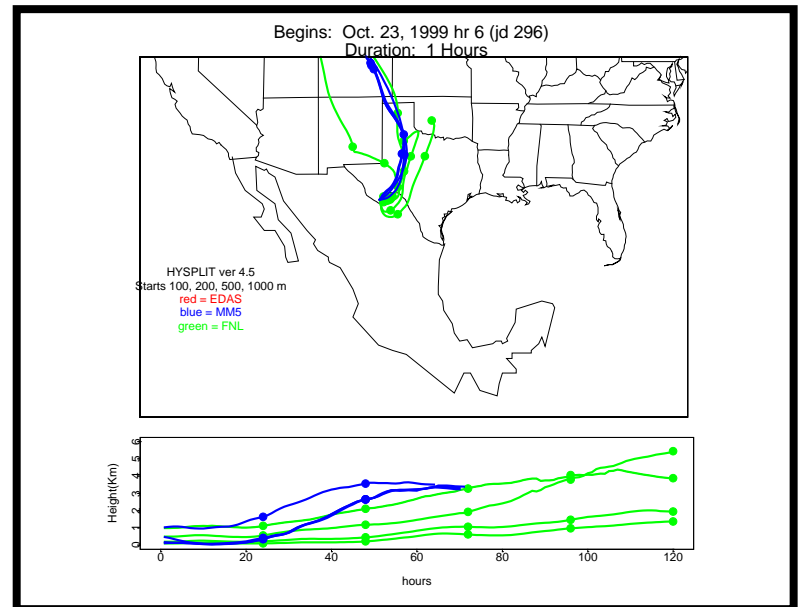 Begins: Oct. 23, 1999 hr 6 (jd 296)
Duration: 1 Hours
HYSPLIT ver 4.5
Starts 100, 200, 500, 1000 m
red = EDAS
blue = MM5
green = FNL
Height(Km)
6
5
4
3
2
1
0
0 20 40 60 80 100 120
hours